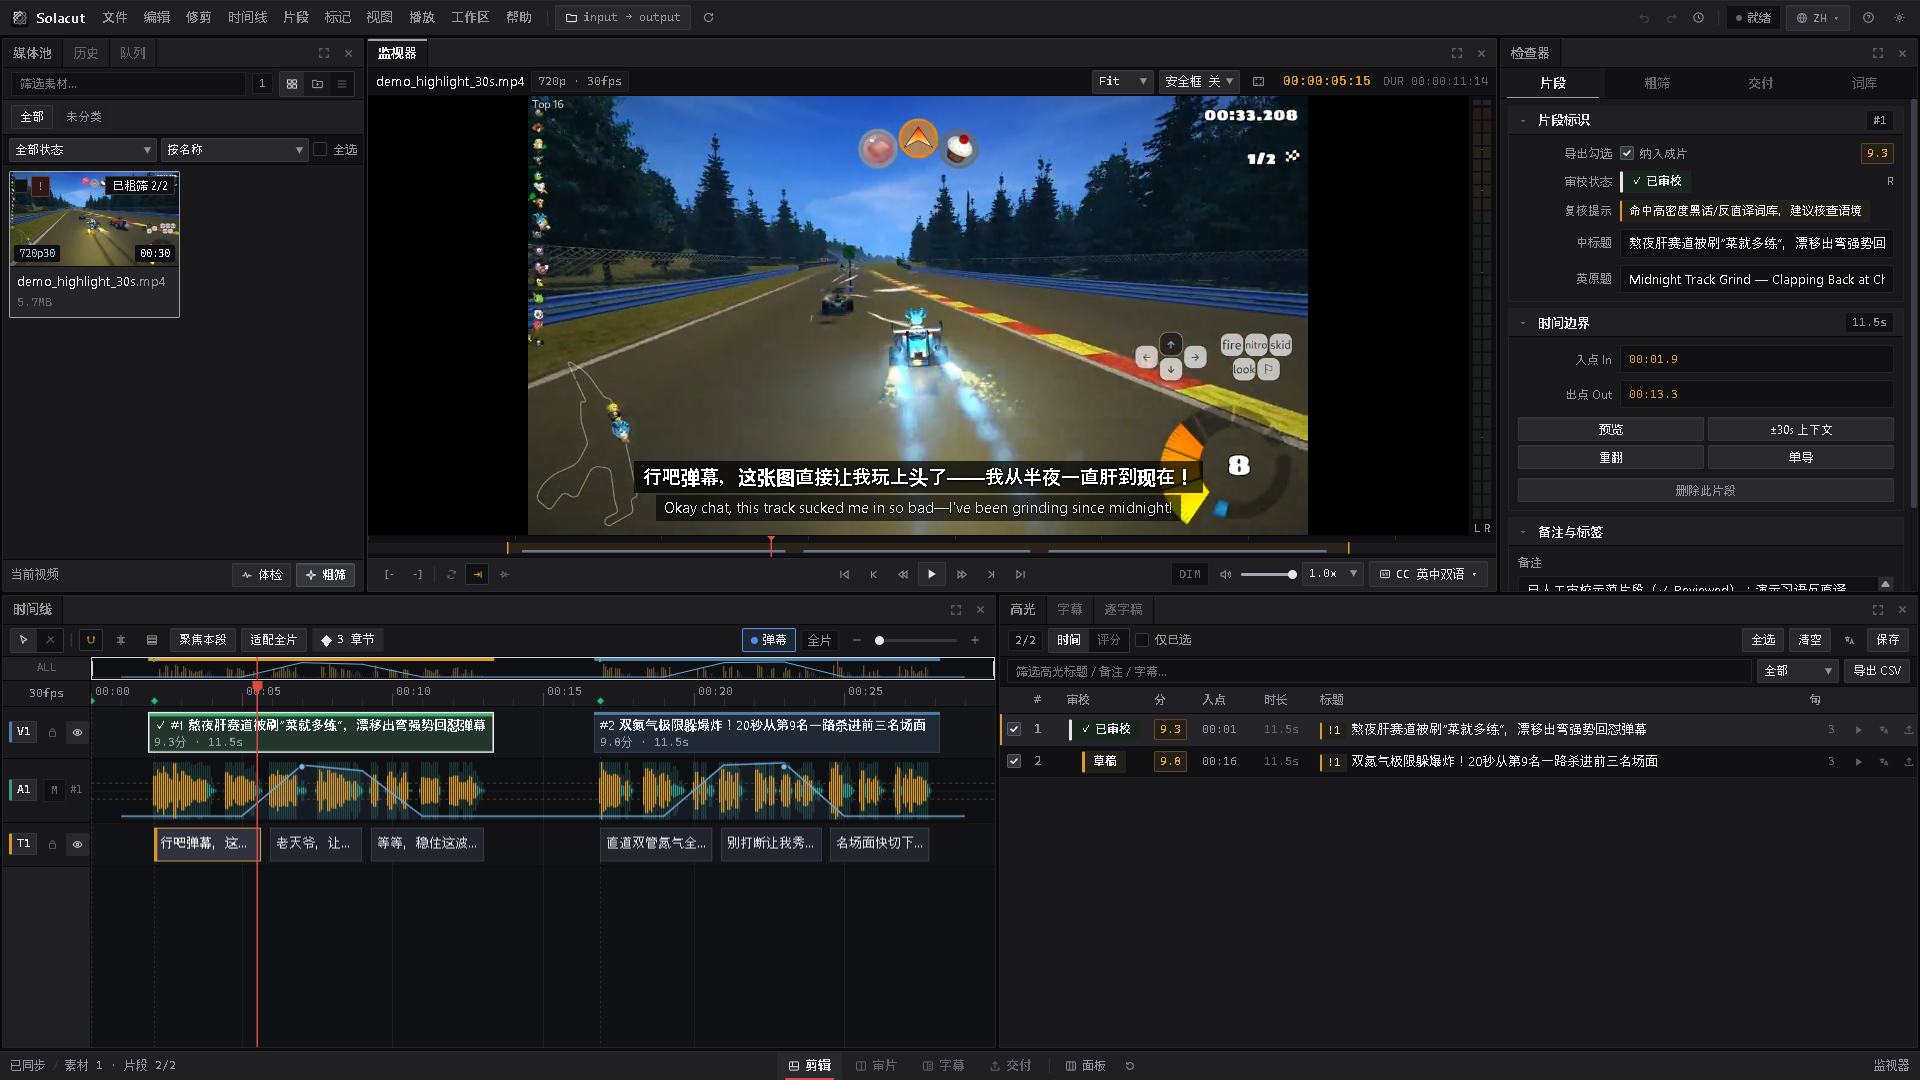 Solacut 文件 编辑 修剪 时间线 片段 标记 视图 播放 工作区 帮助 input → output 就绪 ZH
媒体池 历史 队列
筛选素材... 1
全部 未分类
全部状态 按名称 全选
! 已粗筛 2/2
720p30 00:30
demo_highlight_30s.mp4
5.7MB
当前视频 体检 粗筛
监视器
demo_highlight_30s.mp4 720p · 30fps Fit 安全框 关 00:00:05:15 DUR 00:00:11:14
Top 16
00:33.208
1/2
fire nitro skid
look
8
行吧弹幕，这张图直接让我玩上头了——我从半夜一直肝到现在！
Okay chat, this track sucked me in so bad—I've been grinding since midnight!
L R
DIM 1.0x CC 英中双语
检查器
片段 粗筛 交付 词库
片段标识 #1
导出勾选 纳入成片 9.3
审校状态 ✓ 已审校 R
复核提示 命中高密度黑话/反直译词库，建议核查语境
中标题 熬夜肝赛道被刷“菜就多练”，漂移出弯强势回
英原题 Midnight Track Grind — Clapping Back at Ch
时间边界 11.5s
入点 In 00:01.9
出点 Out 00:13.3
预览 ±30s 上下文
重翻 单导
删除此片段
备注与标签
备注
已人工审校示范片段（✓ Reviewed）：演示习语反直译
时间线
聚焦本段 适配全片 3 章节 弹幕 全片
ALL
30fps 00:00 00:05 00:10 00:15 00:20 00:25
V1
✓ #1 熬夜肝赛道被刷“菜就多练”，漂移出弯强势回怼弹幕
9.3分 · 11.5s
#2 双氮气极限躲爆炸！20秒从第9名一路杀进前三名场面
9.0分 · 11.5s
A1 M #1
T1 行吧弹幕，这... 老天爷，让... 等等，稳住这波... 直道双管氮气全... 别打断让我秀... 名场面快切下...
高光 字幕 逐字稿
2/2 时间 评分 仅已选 全选 清空 保存
筛选高光标题 / 备注 / 字幕... 全部 导出 CSV
# 审校 分 入点 时长 标题 句
1 ✓ 已审校 9.3 00:01 11.5s !1 熬夜肝赛道被刷“菜就多练”，漂移出弯强势回怼弹幕 3
2 草稿 9.0 00:16 11.5s !1 双氮气极限躲爆炸！20秒从第9名一路杀进前三名场面 3
已同步 / 素材 1 · 片段 2/2 剪辑 审片 字幕 交付 面板 监视器